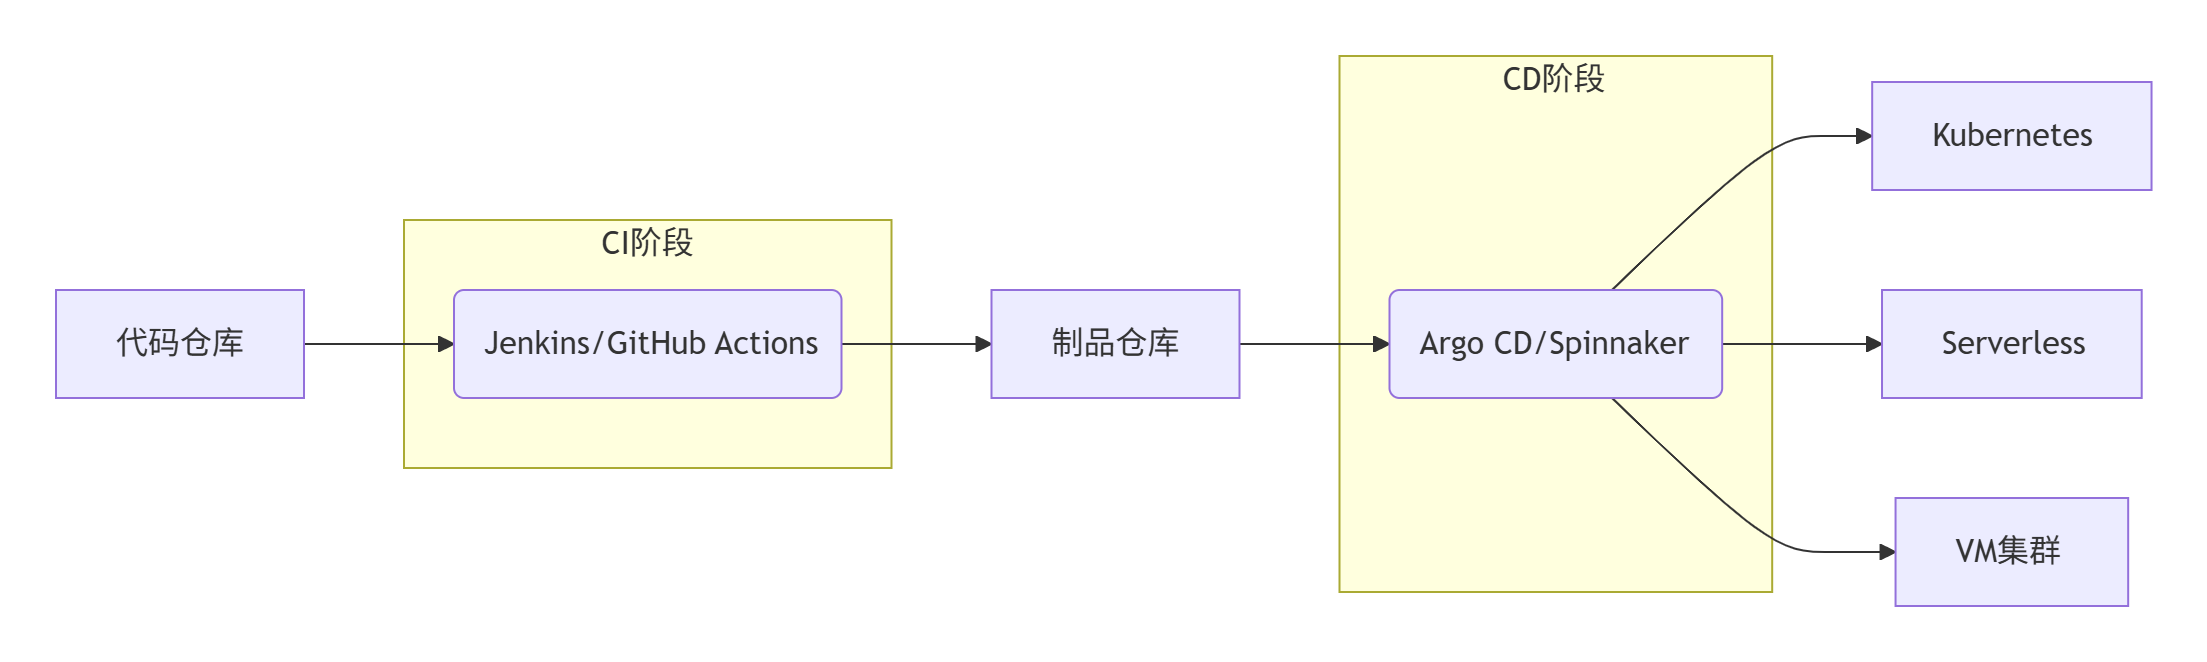 代码仓库
CI阶段
Jenkins/GitHub Actions
制品仓库
CD阶段
Argo CD/Spinnaker
Kubernetes
Serverless
VM集群